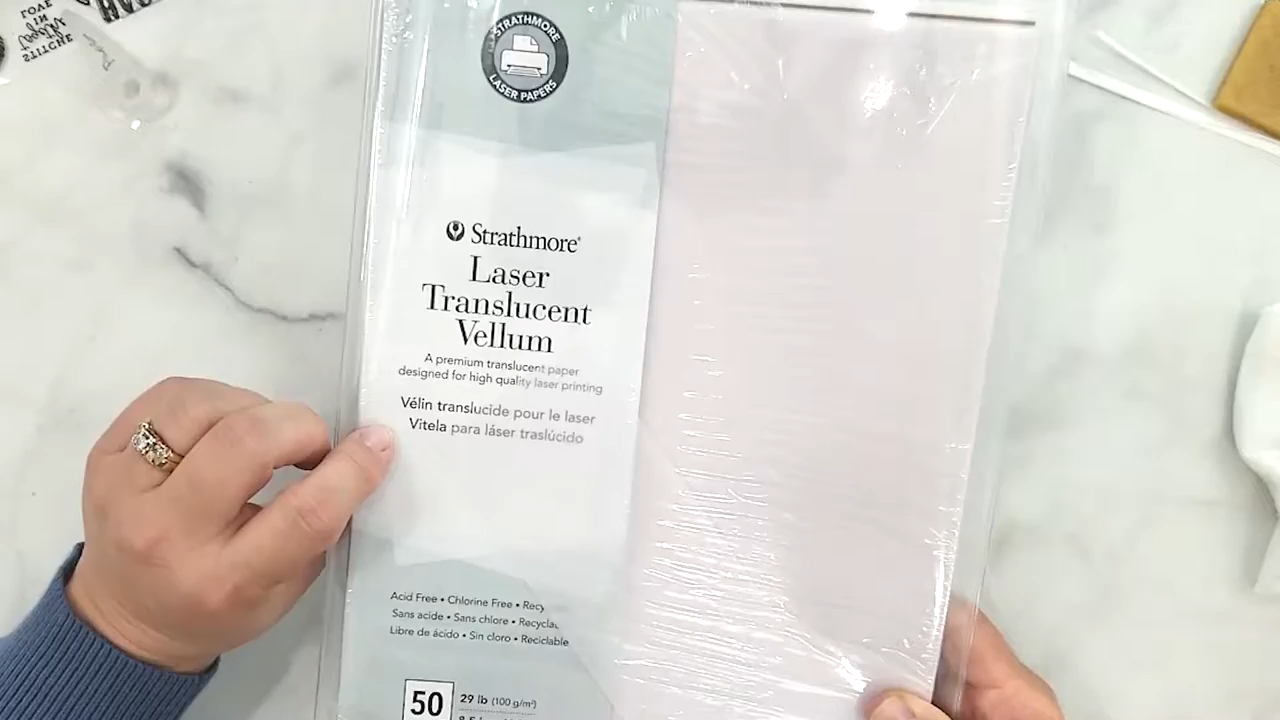 STRATHMORE
LASER PAPERS
Strathmore®
Laser
Translucent
Vellum
A premium translucent paper
designed for high quality laser printing
Vélin translucide pour le laser
Vitela para láser traslúcido
Acid Free • Chlorine Free •
Sans acide • Sans chlore •
Libre de ácido • Sin cloro • Reciclable
50
29 lb (100 g/m²)